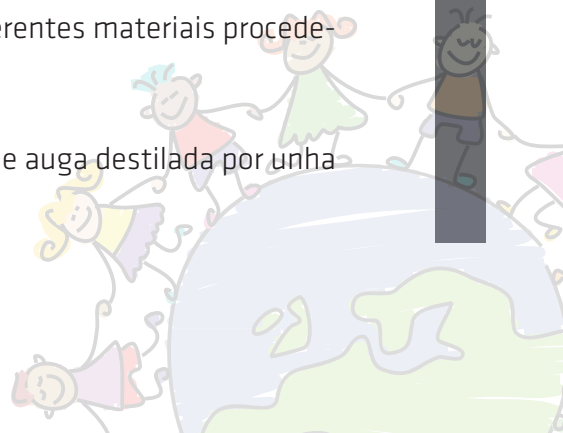 erentes materiais procede-
e auga destilada por unha